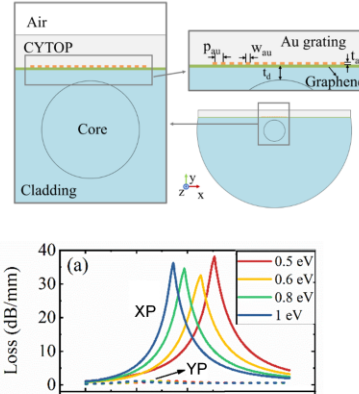 Air
CYTOP
Core
Cladding
p_au
w_au
Au grating
t_d
Graphene
y
z
x
(a)
0.5 eV
0.6 eV
0.8 eV
1 eV
XP
YP
Loss (dB/mm)
40
30
20
10
0